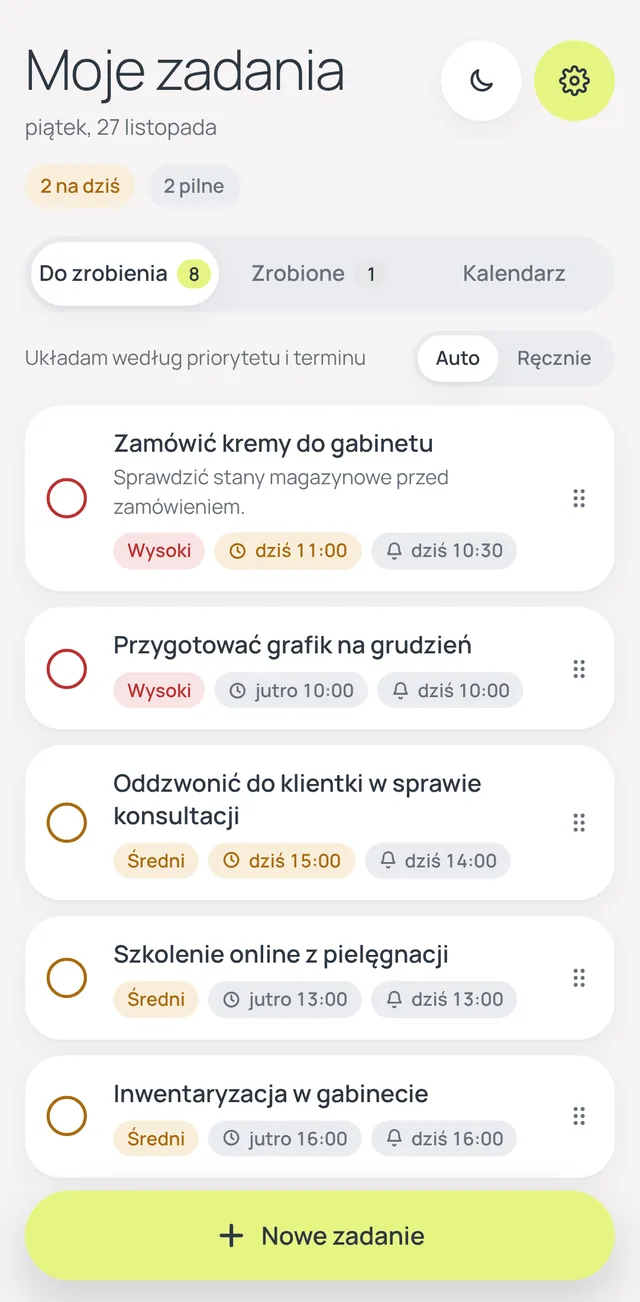 Moje zadania
piątek, 27 listopada
2 na dziś
2 pilne
Do zrobienia 8
Zrobione 1
Kalendarz
Układam według priorytetu i terminu
Auto
Ręcznie
Zamówić kremy do gabinetu
Sprawdzić stany magazynowe przed
zamówieniem.
Wysoki
dziś 11:00
dziś 10:30
Przygotować grafik na grudzień
Wysoki
jutro 10:00
dziś 10:00
Oddzwonić do klientki w sprawie
konsultacji
Średni
dziś 15:00
dziś 14:00
Szkolenie online z pielęgnacji
Średni
jutro 13:00
dziś 13:00
Inwentaryzacja w gabinecie
Średni
jutro 16:00
dziś 16:00
+ Nowe zadanie